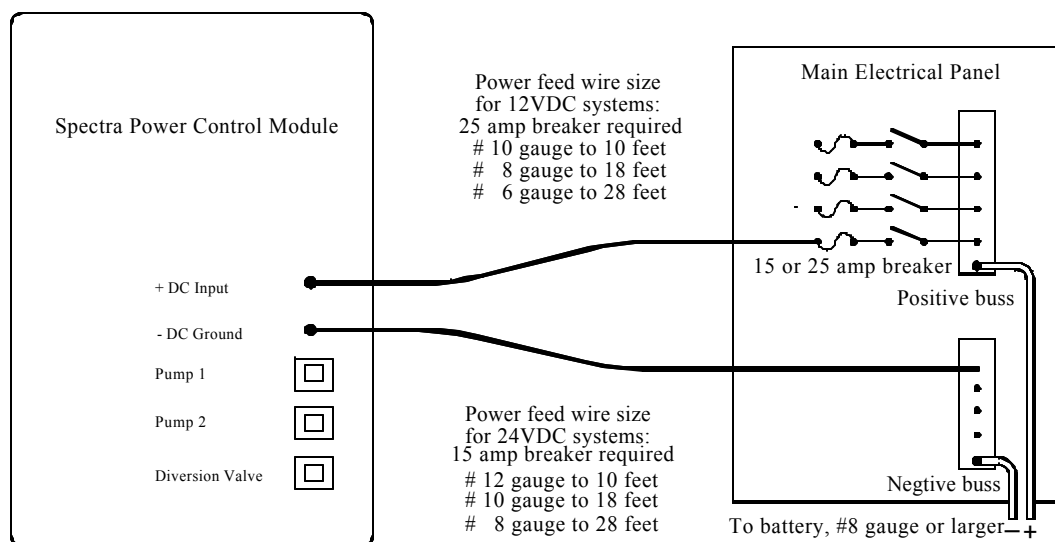 Spectra Power Control Module
+ DC Input
- DC Ground
Pump 1
Pump 2
Diversion Valve
Power feed wire size
for 12VDC systems:
25 amp breaker required
# 10 gauge to 10 feet
# 8 gauge to 18 feet
# 6 gauge to 28 feet
Power feed wire size
for 24VDC systems:
15 amp breaker required
# 12 gauge to 10 feet
# 10 gauge to 18 feet
# 8 gauge to 28 feet
Main Electrical Panel
15 or 25 amp breaker
Positive buss
Negtive buss
To battery, #8 gauge or larger - +